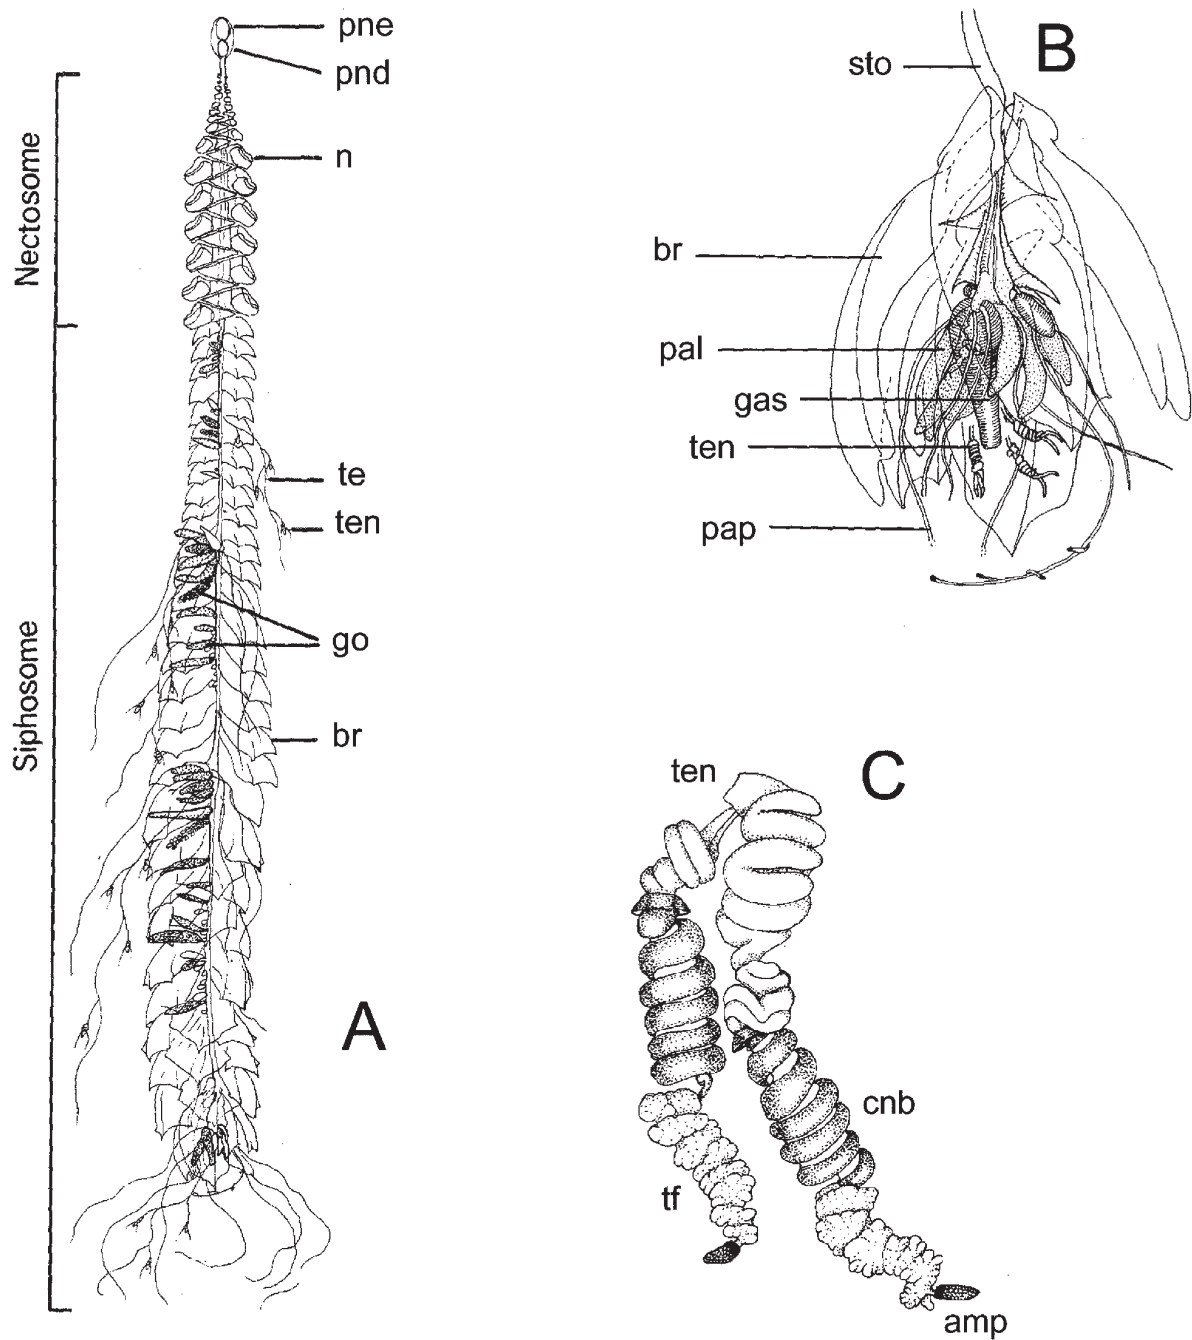 pne
pnd
Nectosome
n
te
ten
go
Siphosome
br
A
B
sto
br
pal
gas
ten
pap
C
ten
cnb
tf
amp